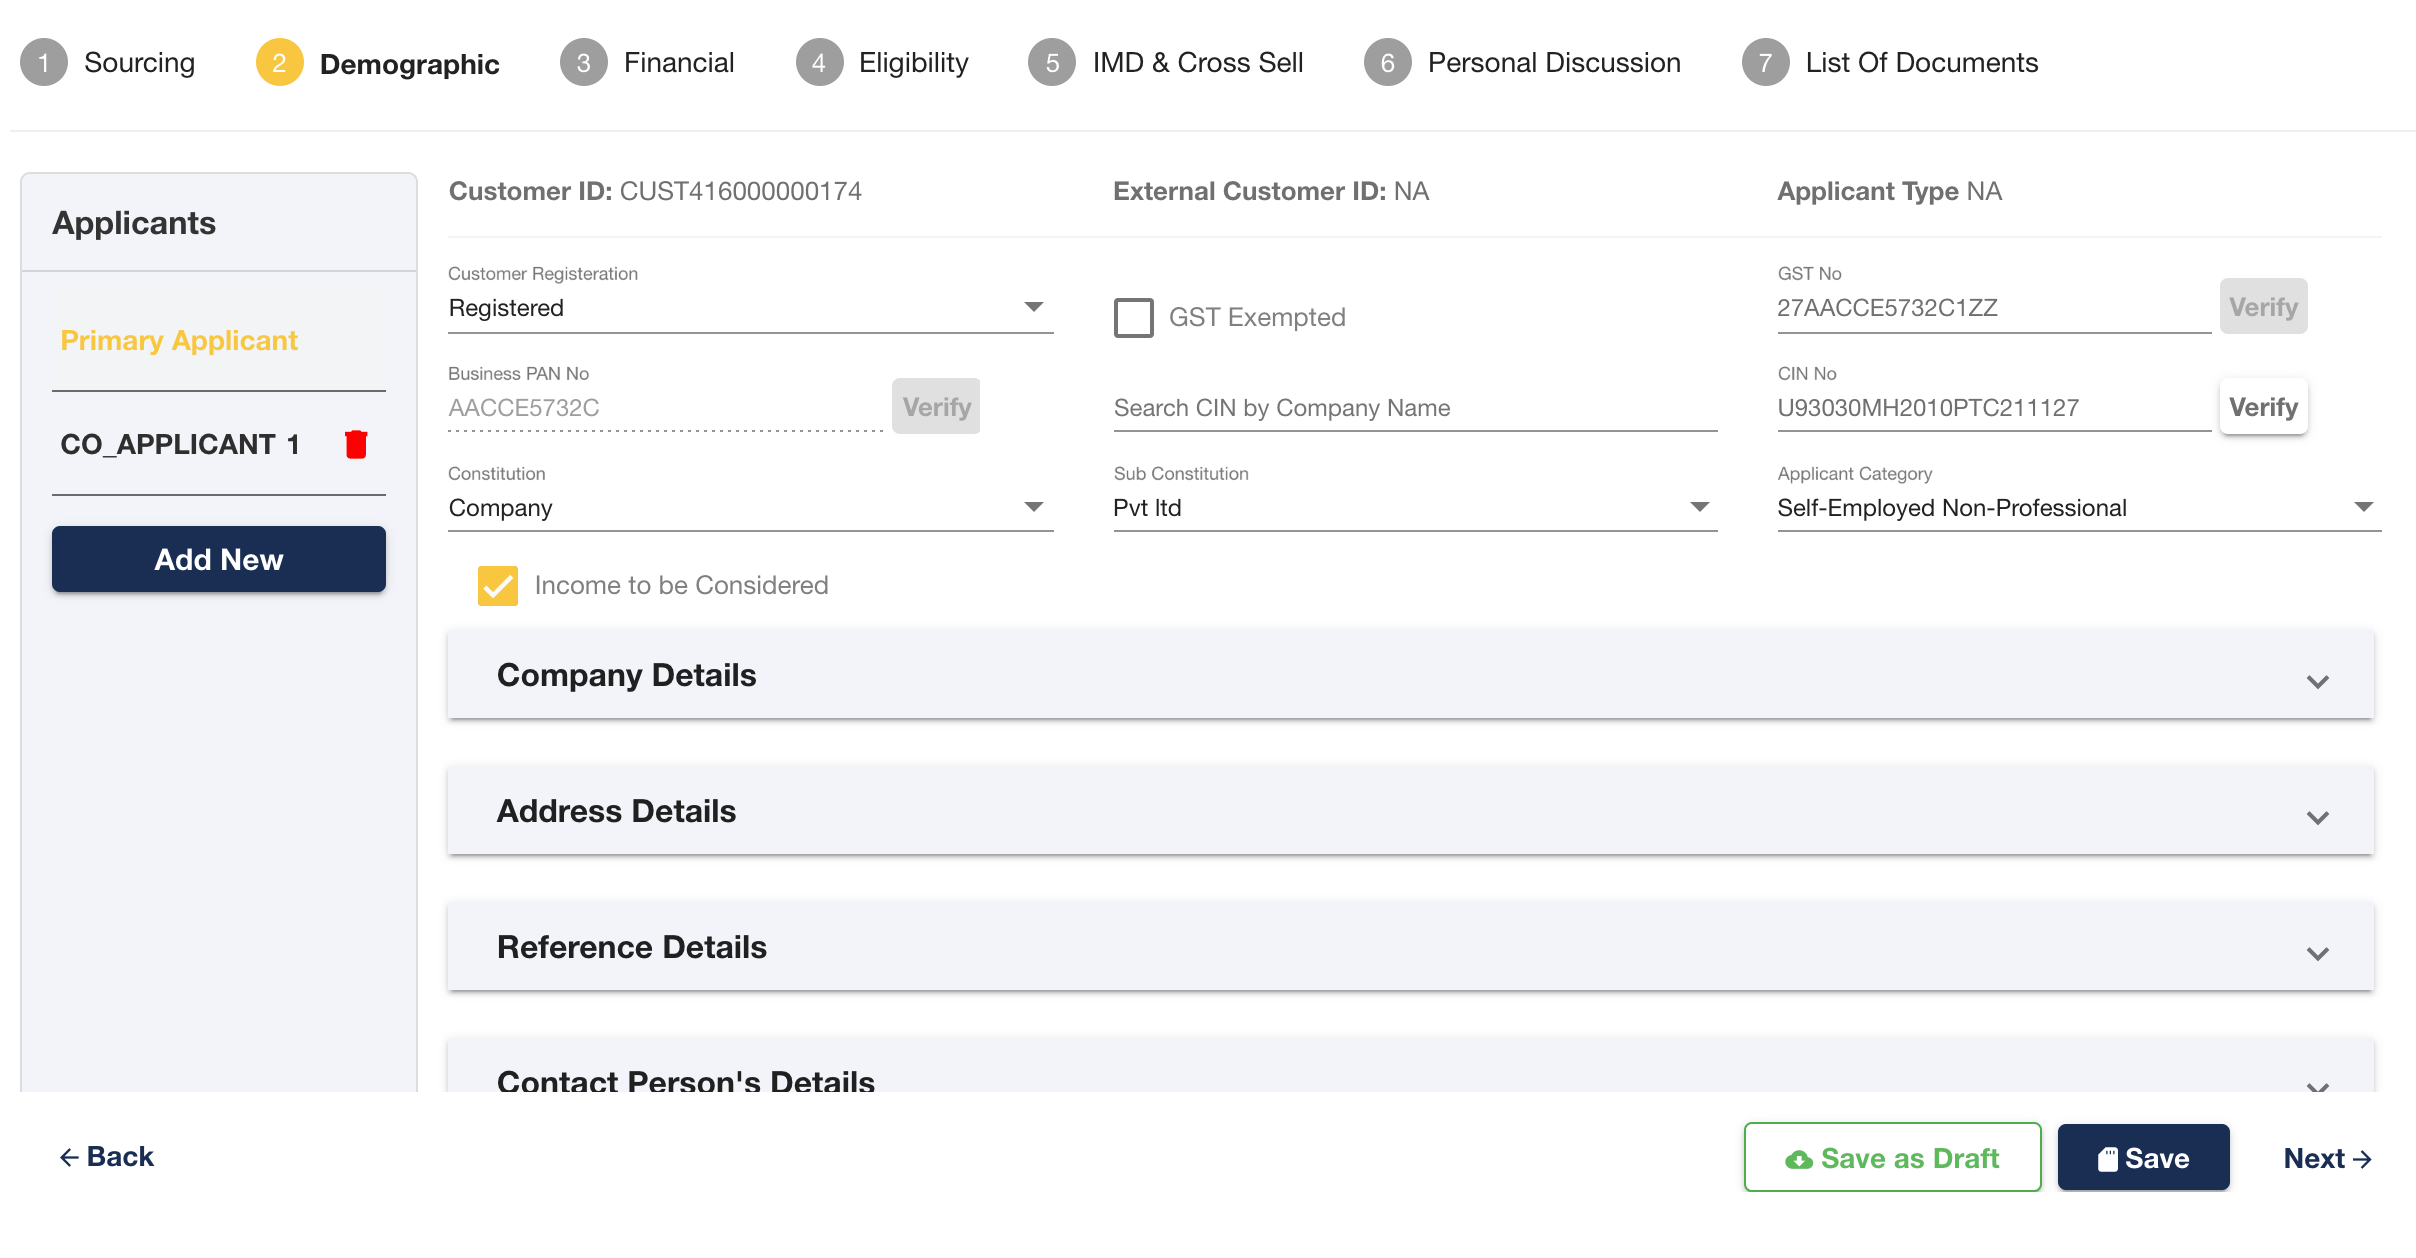 1 Sourcing 2 Demographic 3 Financial 4 Eligibility 5 IMD & Cross Sell 6 Personal Discussion 7 List Of Documents
Applicants
Primary Applicant
CO_APPLICANT 1
Add New
Customer ID: CUST416000000174 External Customer ID: NA Applicant Type NA
Customer Registeration
Registered
GST Exempted
GST No
27AACCE5732C1ZZ
Verify
Business PAN No
AACCE5732C
Verify
Search CIN by Company Name
CIN No
U93030MH2010PTC211127
Verify
Constitution
Company
Sub Constitution
Pvt ltd
Applicant Category
Self-Employed Non-Professional
Income to be Considered
Company Details
Address Details
Reference Details
Contact Person's Details
Back
Save as Draft
Save
Next